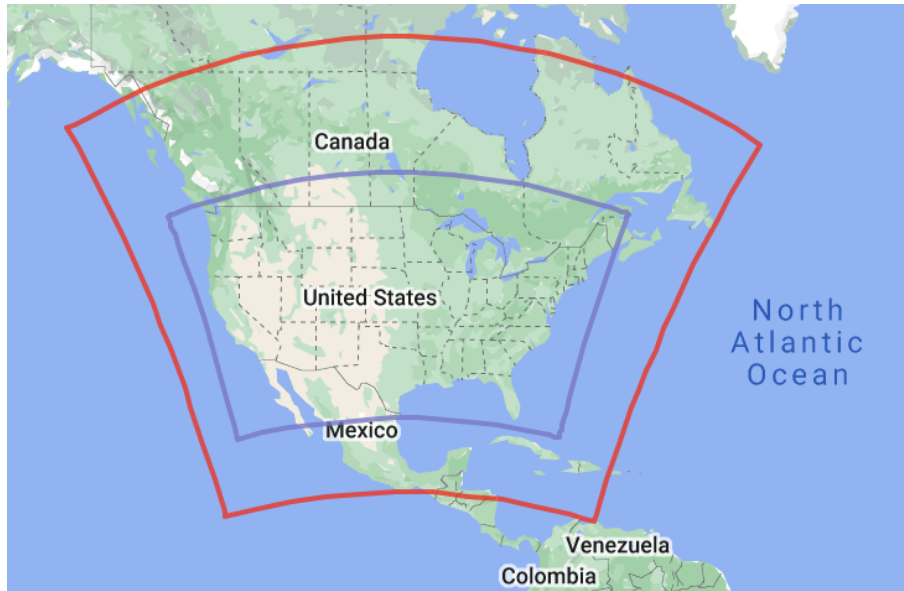 Canada
United States
North
Atlantic
Ocean
Mexico
Venezuela
Colombia